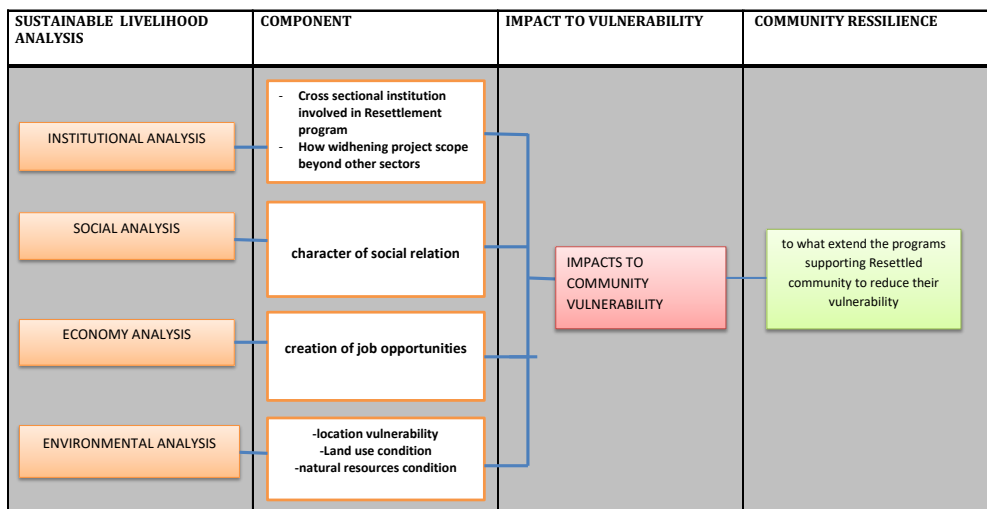 SUSTAINABLE LIVELIHOOD
ANALYSIS
COMPONENT
IMPACT TO VULNERABILITY
COMMUNITY RESSILIENCE
INSTITUTIONAL ANALYSIS
- Cross sectional institution
involved in Resettlement
program
- How widhening project scope
beyond other sectors
SOCIAL ANALYSIS
character of social relation
ECONOMY ANALYSIS
creation of job opportunities
ENVIRONMENTAL ANALYSIS
-location vulnerability
-Land use condition
-natural resources condition
IMPACTS TO
COMMUNITY
VULNERABILITY
to what extend the programs
supporting Resettled
community to reduce their
vulnerability